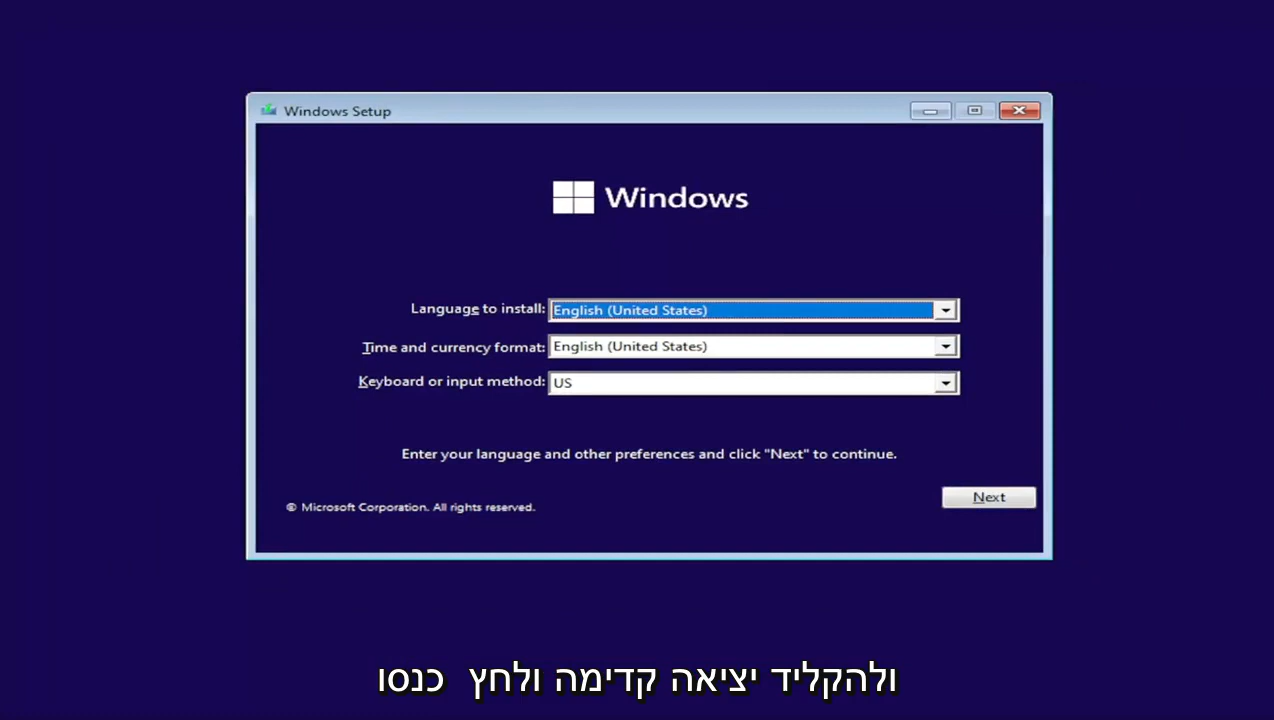 Windows Setup
Windows
Language to install: English (United States)
Time and currency format: English (United States)
Keyboard or input method: US
Enter your language and other preferences and click "Next" to continue.
Next
© Microsoft Corporation. All rights reserved.
ולהקליד יציאה קדימה ולחץ כנסו